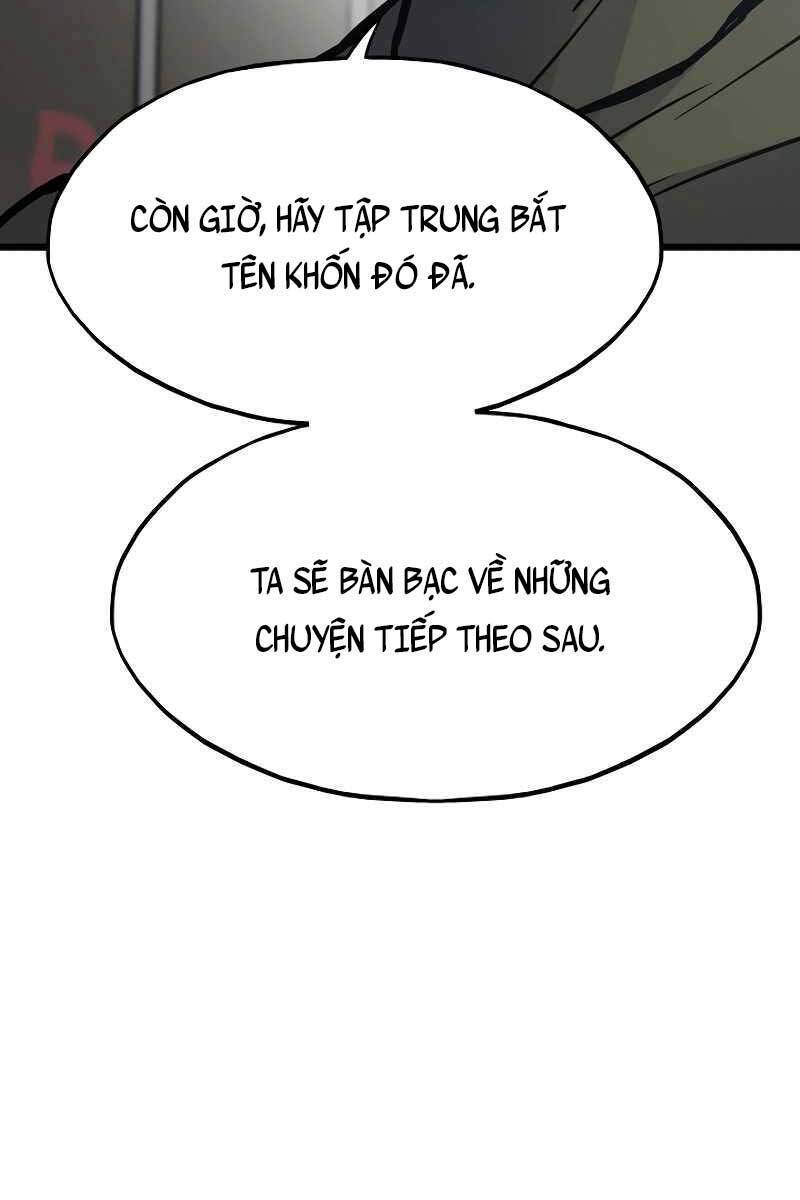 CÒN GIỜ, HÃY TẬP TRUNG BẮT
TÊN KHỐN ĐÓ ĐÃ.
TA SẼ BÀN BẠC VỀ NHỮNG
CHUYỆN TIẾP THEO SAU.